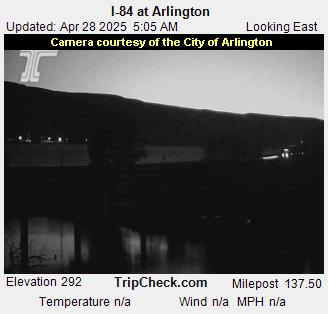 I-84 at Arlington
Updated: Apr 28 2025 5:05 AM Looking East
Camera courtesy of the City of Arlington
Elevation 292 TripCheck.com Milepost 137.50
Temperature n/a Wind n/a MPH n/a